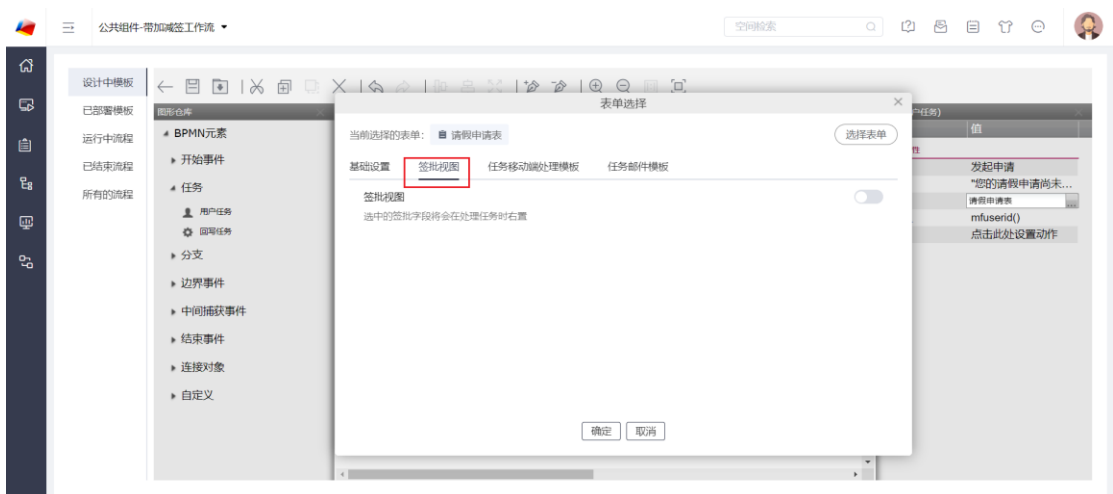 公共组件-带加减签工作流
空间检索
设计中模板
已部署模板
运行中流程
已结束流程
所有的流程
图形仓库
BPMN元素
开始事件
任务
用户任务
回写任务
分支
边界事件
中间捕获事件
结束事件
连接对象
自定义
表单选择
当前选择的表单： 请假申请表
选择表单
基础设置 签批视图 任务移动端处理模板 任务邮件模板
签批视图
选中的签批字段将会在处理任务时右置
确定 取消
户任务)
值
性
发起申请
"您的请假申请尚未...
请假申请表
mfuserid()
点击此处设置动作